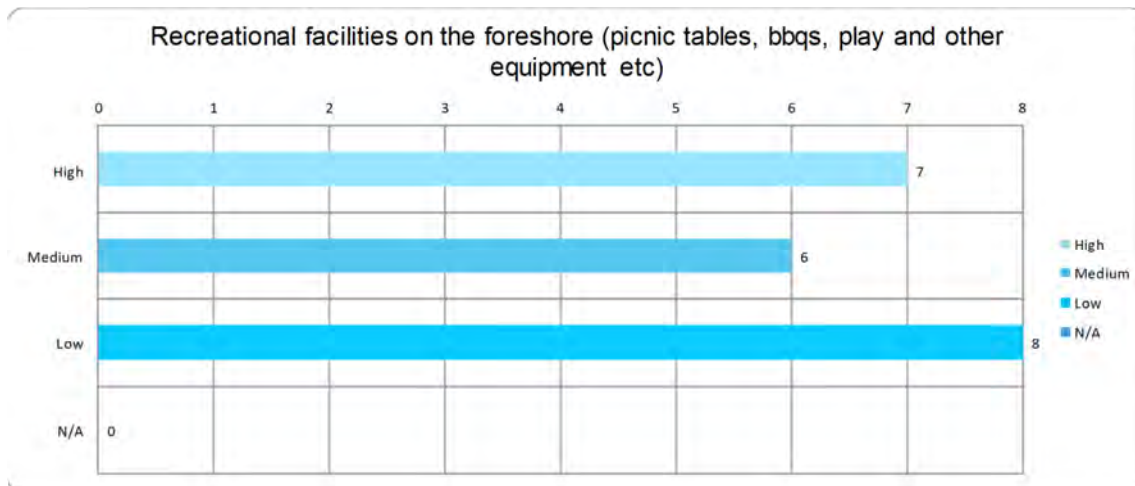 Recreational facilities on the foreshore (picnic tables, bbqs, play and other
equipment etc)
0 1 2 3 4 5 6 7 8
High 7
Medium 6
Low 8
N/A 0
High
Medium
Low
N/A